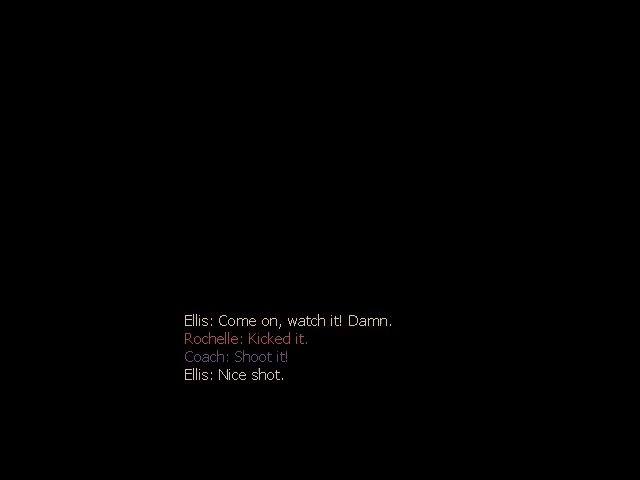 Ellis: Come on, watch it! Damn.
Rochelle: Kicked it.
Coach: Shoot it!
Ellis: Nice shot.